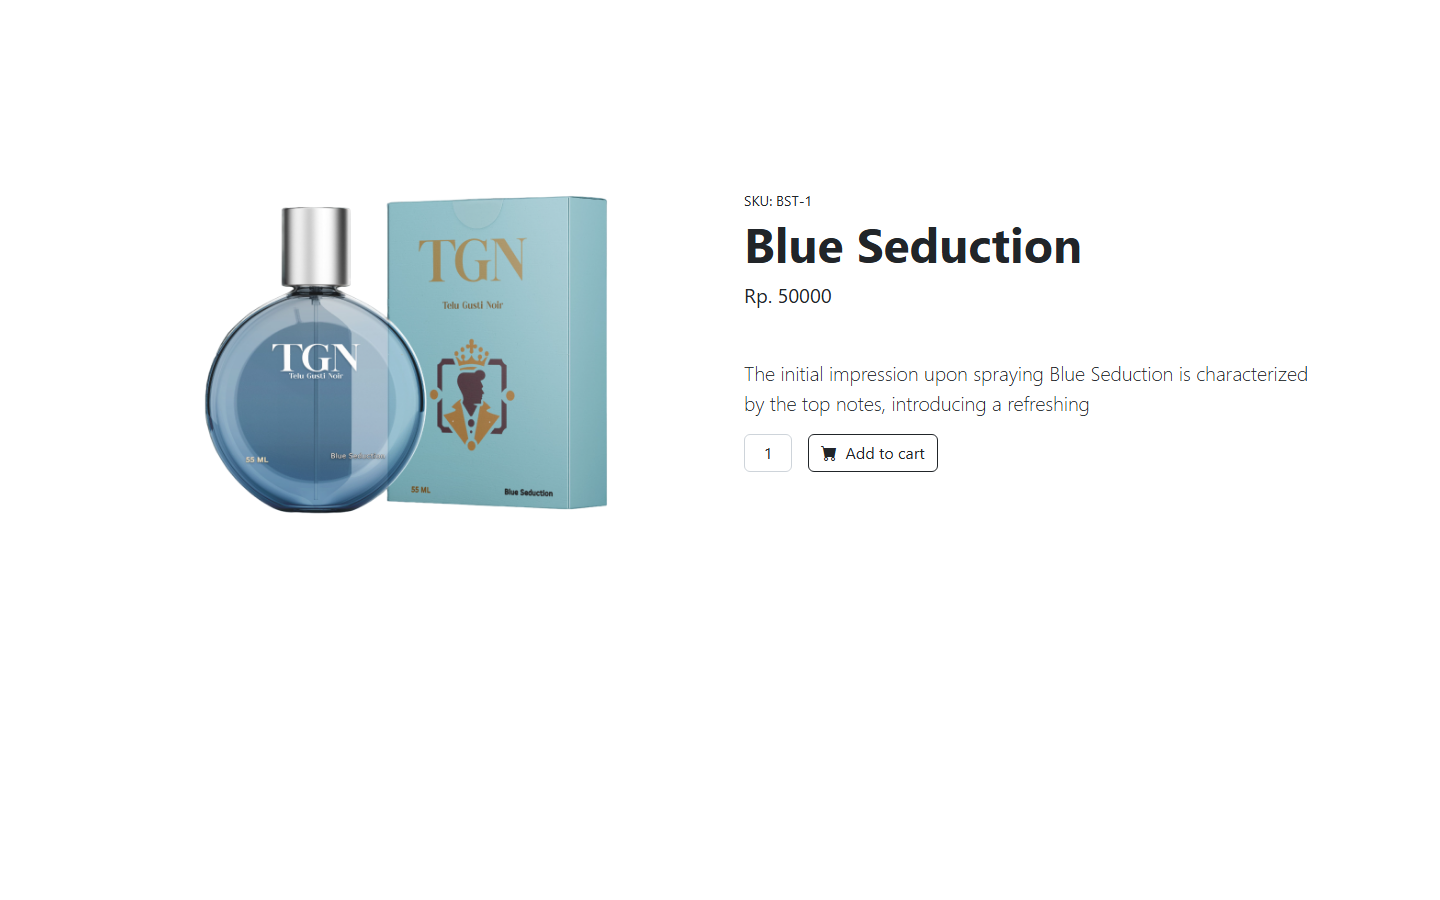 SKU: BST-1
Blue Seduction
Rp. 50000
The initial impression upon spraying Blue Seduction is characterized
by the top notes, introducing a refreshing
1
Add to cart
TGN
Telu Gusti Noir
55 ML
Blue Seduction
TGN
Telu Gusti Noir
55 ML
Blue Seduction